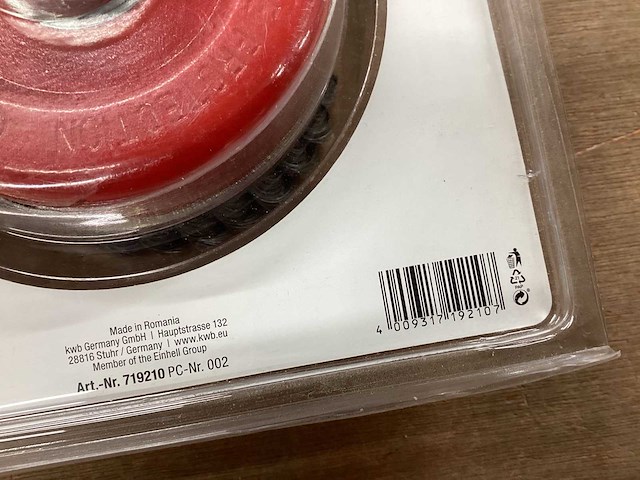 Made in Romania
kwb Germany GmbH | Hauptstrasse 132
28816 Stuhr / Germany | www.kwb.eu
Member of the Einhell Group
Art.-Nr. 719210 PC-Nr. 002
4 009317 192107